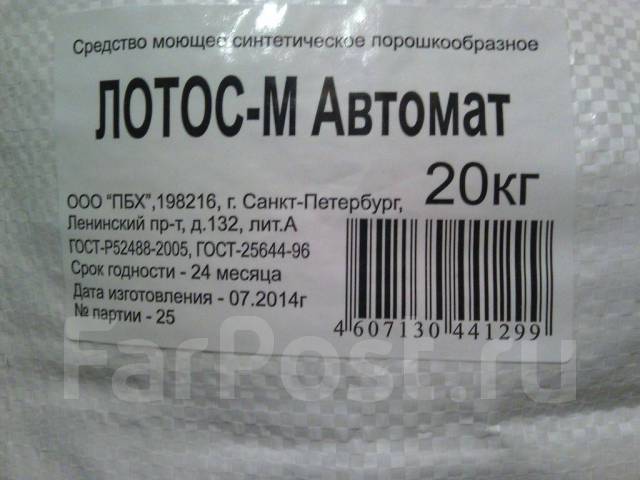 Средство моющее синтетическое порошкообразное
ЛОТОС-М Автомат
20кг
ООО "ПБХ",198216, г. Санкт-Петербург,
Ленинский пр-т, д.132, лит.А
ГОСТ-Р52488-2005, ГОСТ-25644-96
Срок годности - 24 месяца
Дата изготовления - 07.2014г
№ партии - 25
4 607130 441299
FarPost.ru